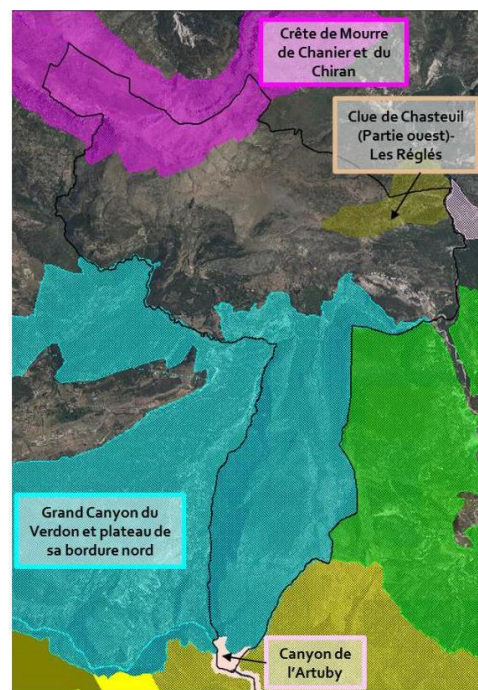 Crête de Mourre
de Chanier et du
Chiran
Clue de Chasteuil
(Partie ouest)-
Les Réglés
Grand Canyon du
Verdon et plateau de
sa bordure nord
Canyon de
l'Artuby